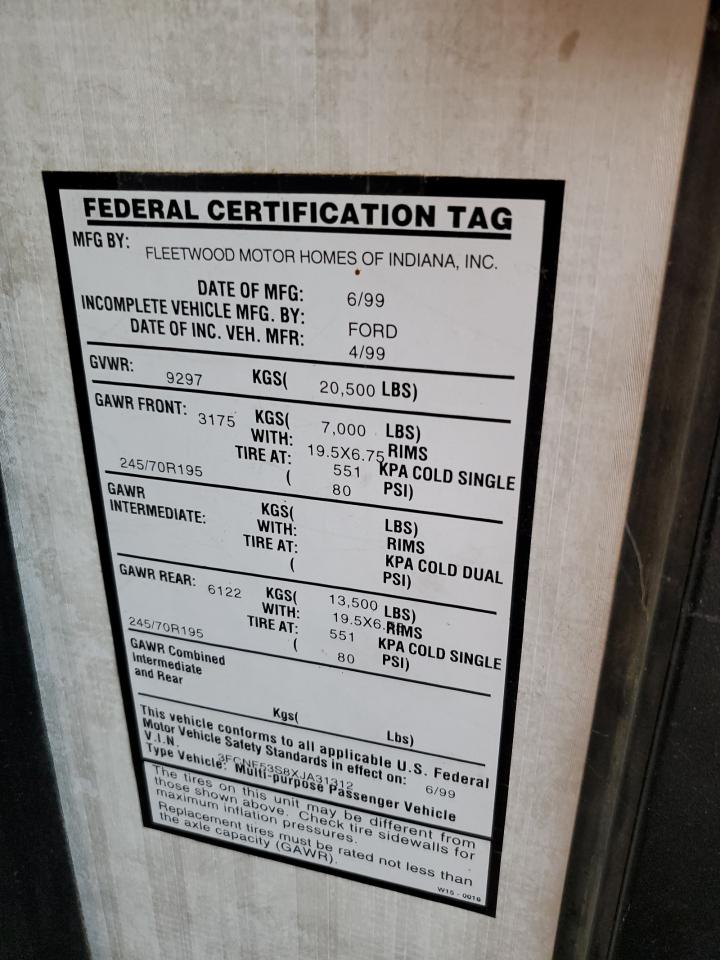 FEDERAL CERTIFICATION TAG
MFG BY: FLEETWOOD MOTOR HOMES OF INDIANA, INC.
DATE OF MFG: 6/99
INCOMPLETE VEHICLE MFG. BY: FORD
DATE OF INC. VEH. MFR: 4/99
GVWR: 9297 KGS( 20,500 LBS)
GAWR FRONT: 3175 KGS( 7,000 LBS)
WITH: 19.5X6.75 RIMS
TIRE AT: 551 KPA COLD SINGLE
245/70R195 ( 80 PSI)
GAWR KGS( LBS)
INTERMEDIATE: WITH: RIMS
TIRE AT: KPA COLD DUAL
( PSI)
GAWR REAR: 6122 KGS( 13,500 LBS)
WITH: RIMS
TIRE AT: 551 KPA COLD SINGLE
245/70R195 ( 80 PSI)
GAWR Combined
Intermediate
and Rear
Kgs( Lbs)
This vehicle conforms to all applicable U.S. Federal
Motor Vehicle Safety Standards in effect on: 6/99
V.I.N. 3FCNF53S8XJA31312
Type Vehicle: Multi-purpose Passenger Vehicle
The tires on this unit may be different from
those shown above. Check tire sidewalls for
maximum inflation pressures.
Replacement tires must be rated not less than
the axle capacity (GAWR).
W15 - 0019